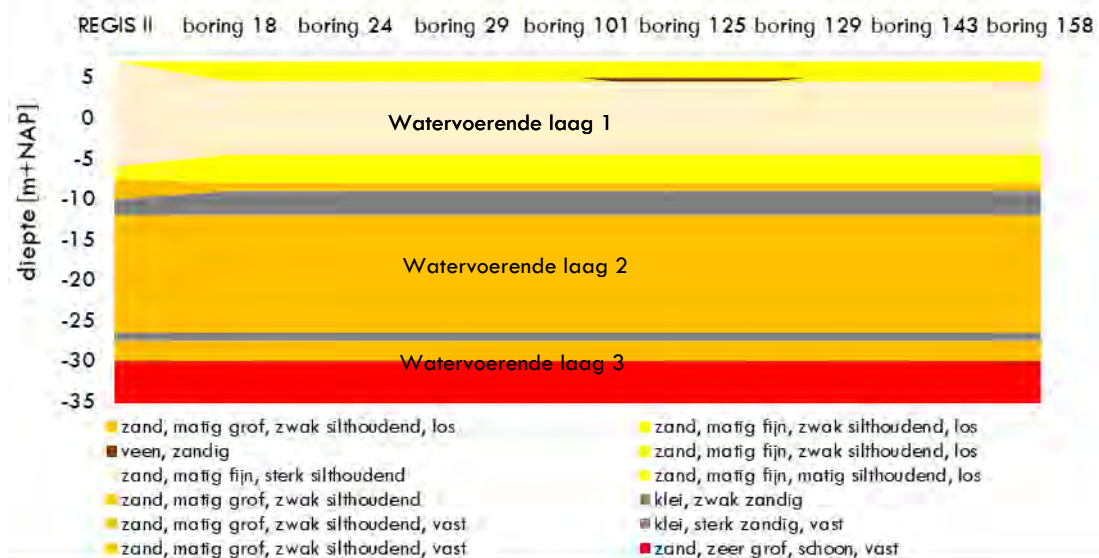 REGIS II boring 18 boring 24 boring 29 boring 101 boring 125 boring 129 boring 143 boring 158
diepte [m+NAP]
5
0
-5
-10
-15
-20
-25
-30
-35
Watervoerende laag 1
Watervoerende laag 2
Watervoerende laag 3
zand, matig grof, zwak silthoudend, los
veen, zandig
zand, matig fijn, sterk silthoudend
zand, matig grof, zwak silthoudend
zand, matig grof, zwak silthoudend, vast
zand, matig grof, zwak silthoudend, vast
zand, matig fijn, zwak silthoudend, los
zand, matig fijn, zwak silthoudend, los
zand, matig fijn, matig silthoudend, los
klei, zwak zandig
klei, sterk zandig, vast
zand, zeer grof, schoon, vast